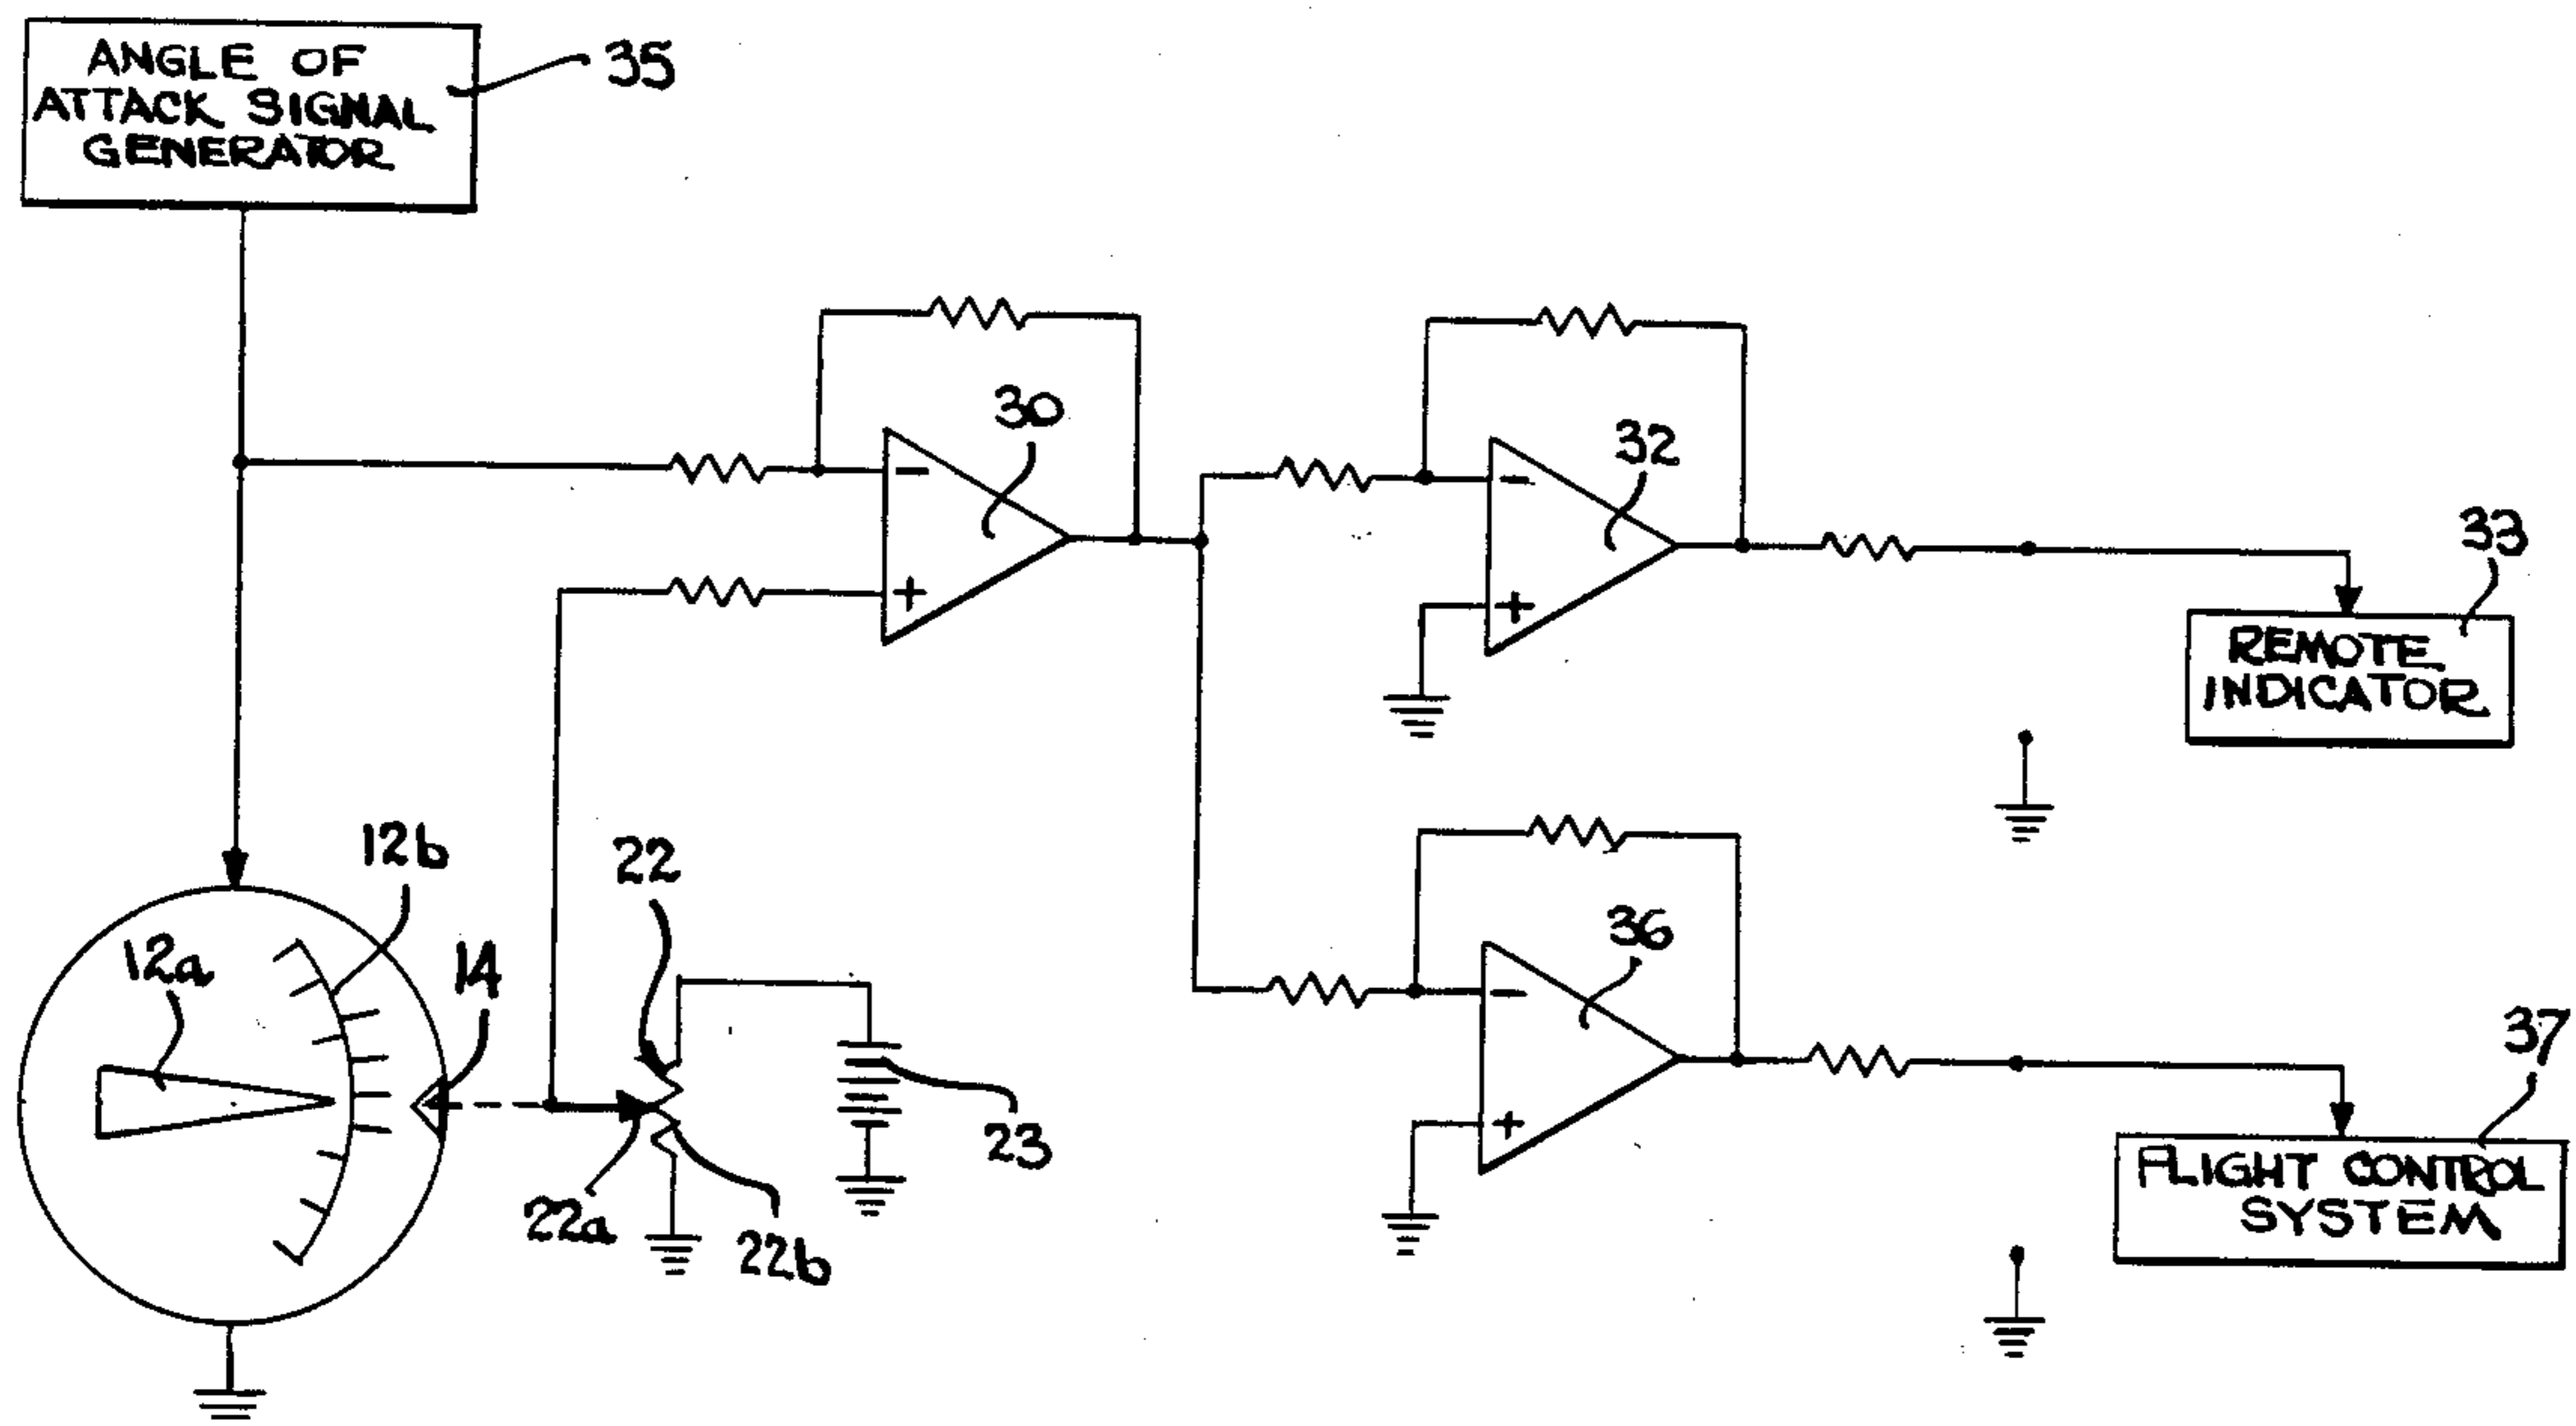 ANGLE OF
ATTACK SIGNAL
GENERATOR
35
30
32
33
REMOTE
INDICATOR
12b
22
12a
14
36
37
23
22a
22b
FLIGHT CONTROL
SYSTEM
−
+
−
+
−
+